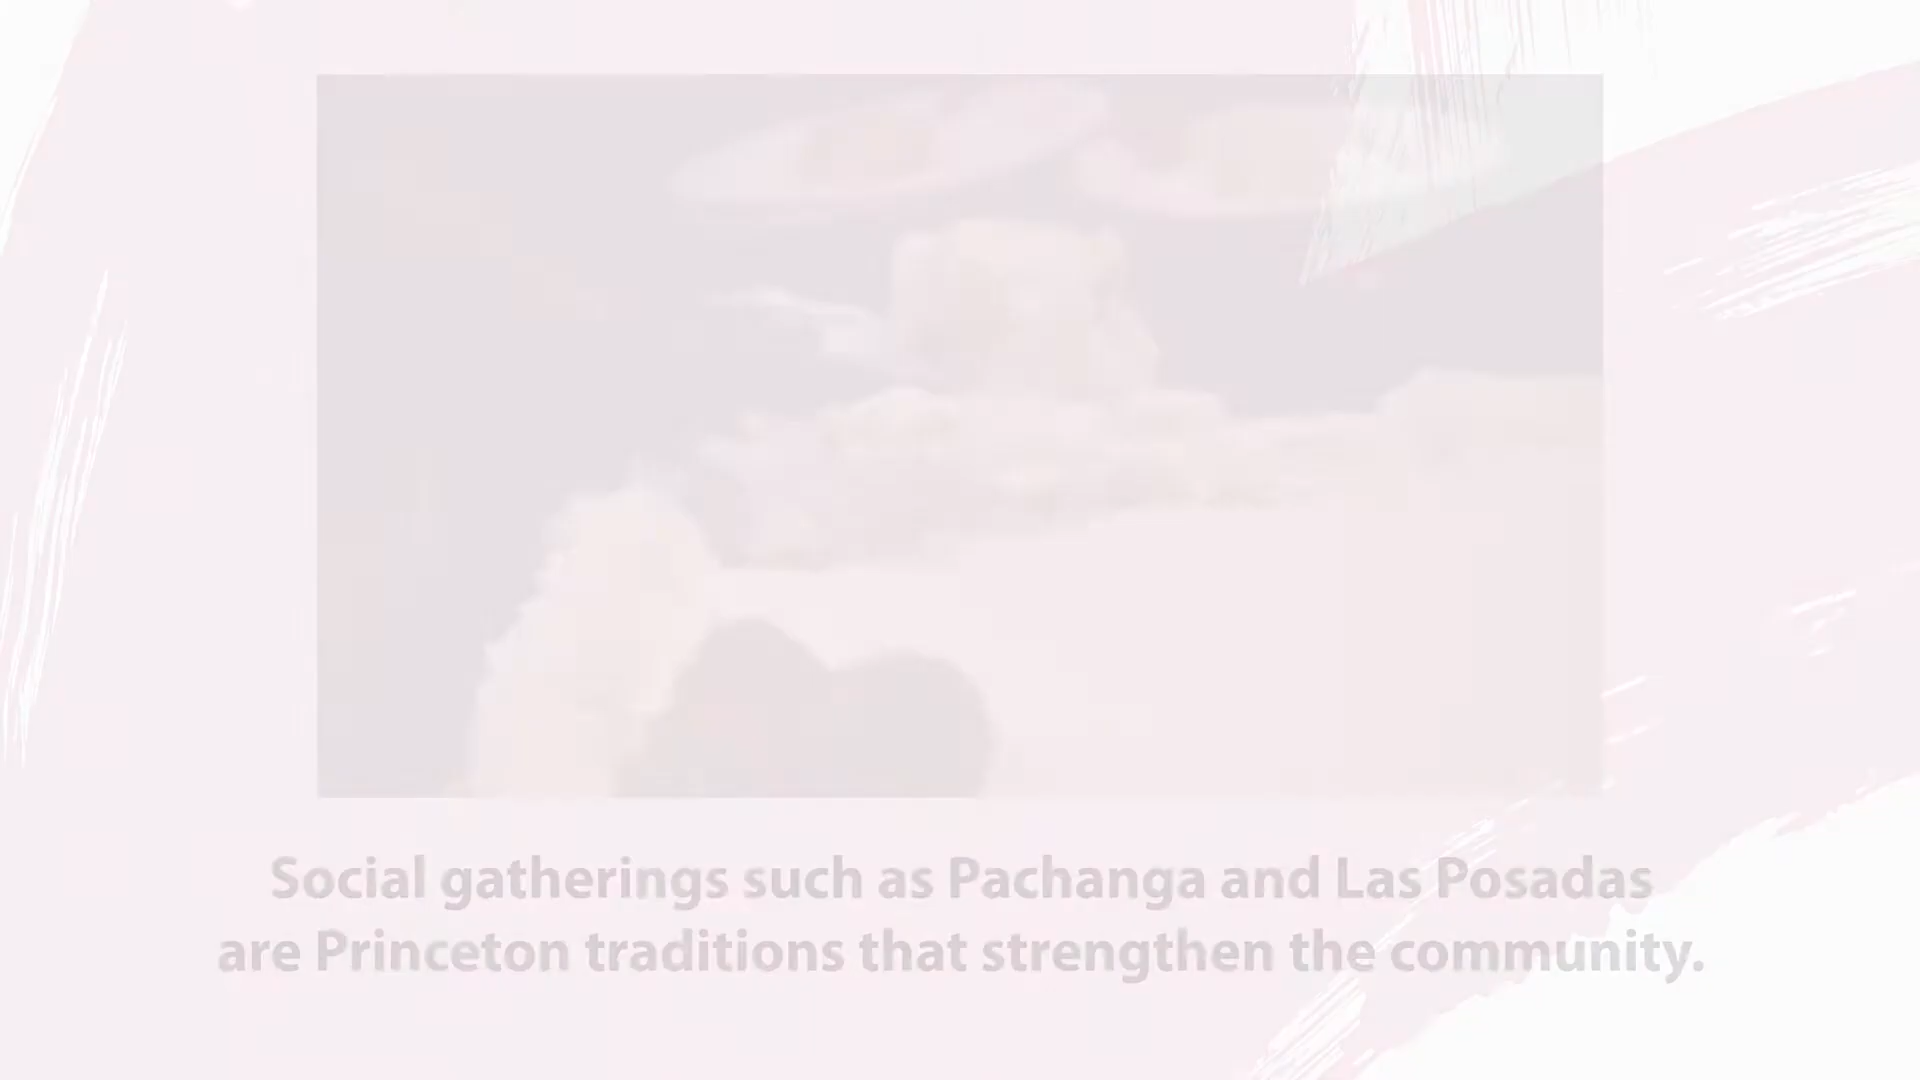 Social gatherings such as Pachanga and Las Posadas
are Princeton traditions that strengthen the community.